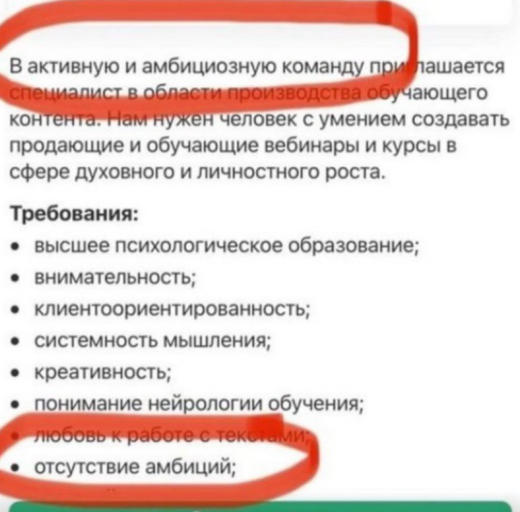 В активную и амбициозную команду приглашается
специалист в области производства обучающего
контента. Нам нужен человек с умением создавать
продающие и обучающие вебинары и курсы в
сфере духовного и личностного роста.
Требования:
• высшее психологическое образование;
• внимательность;
• клиентоориентированность;
• системность мышления;
• креативность;
• понимание нейрологии обучения;
• любовь к работе с текстами;
• отсутствие амбиций;